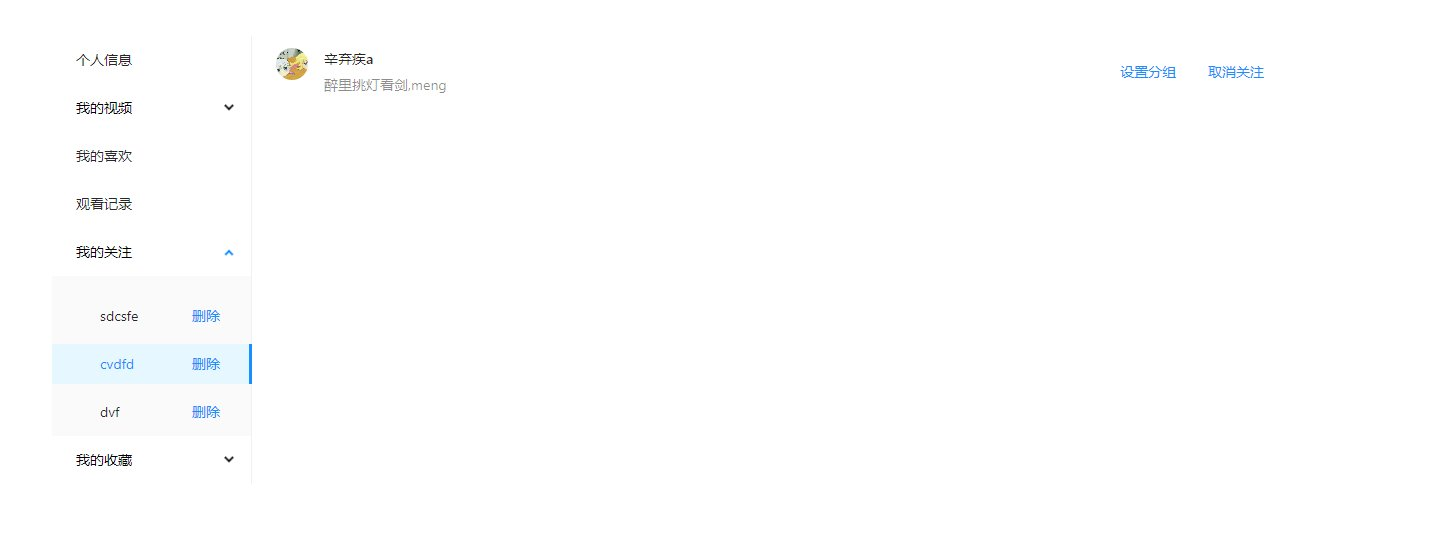 个人信息
我的视频
我的喜欢
观看记录
我的关注
sdcsfe 删除
cvdfd 删除
dvf 删除
我的收藏
辛弃疾a
醉里挑灯看剑,meng
设置分组 取消关注